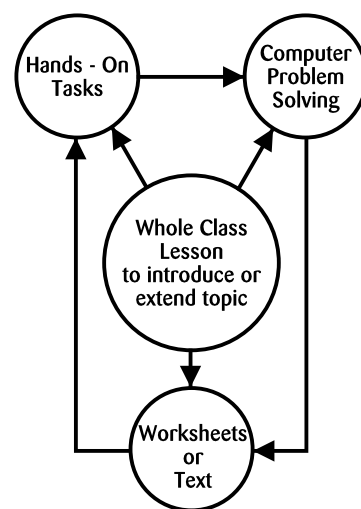 Hands - On
Tasks
Computer
Problem
Solving
Whole Class
Lesson
to introduce or
extend topic
Worksheets
or
Text